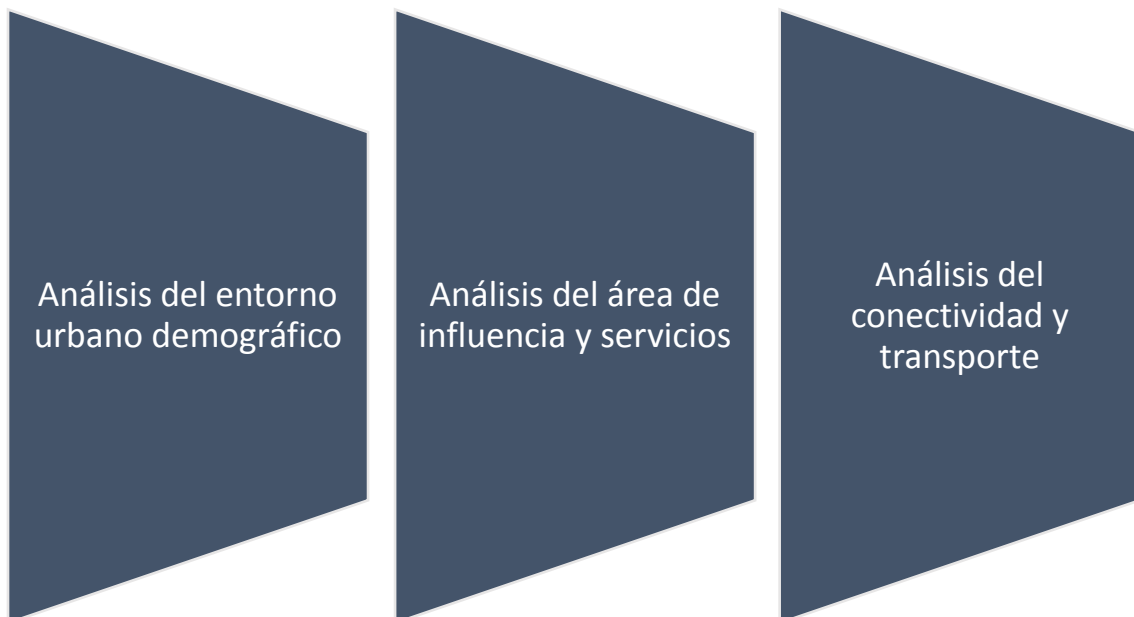 Análisis del entorno
urbano demográfico
Análisis del área de
influencia y servicios
Análisis del
conectividad y
transporte